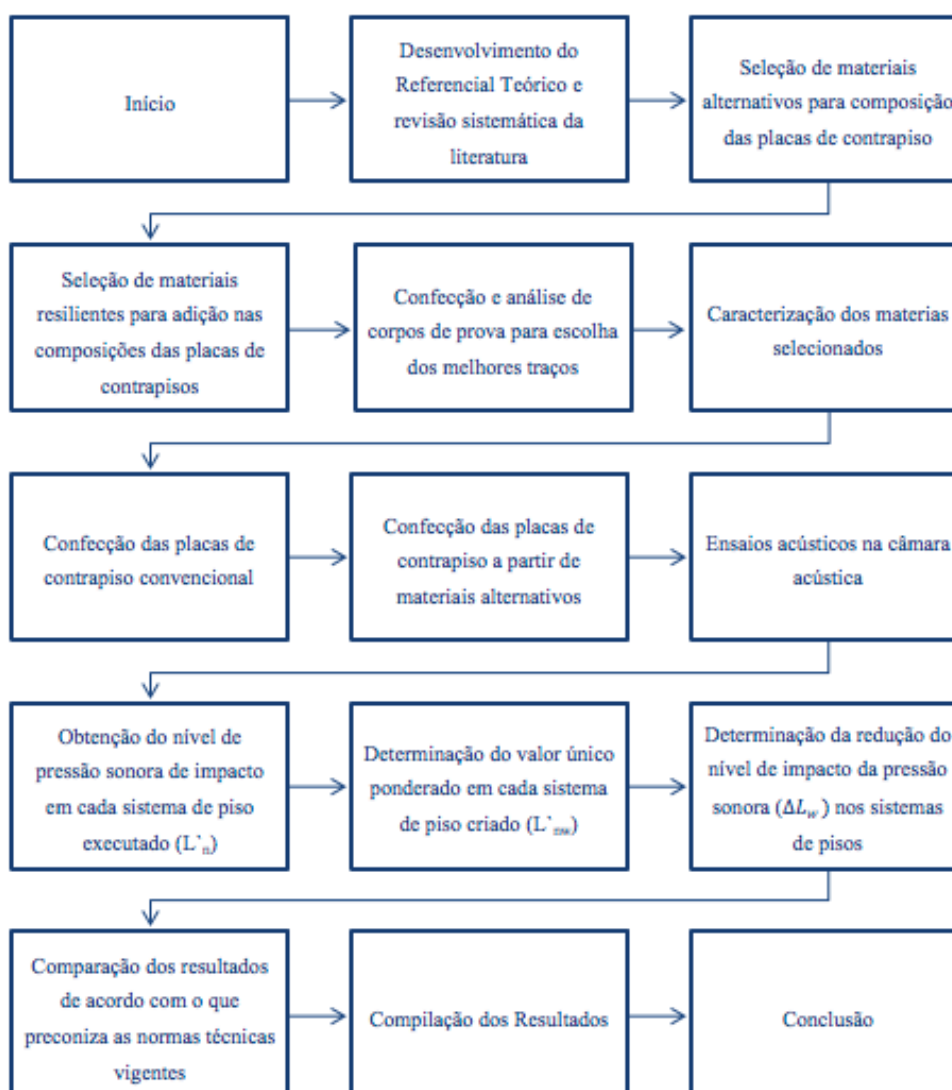 Início
Desenvolvimento do
Referencial Teórico e
revisão sistemática da
literatura
Seleção de materiais
alternativos para composição
das placas de contrapiso
Seleção de materiais
resilientes para adição nas
composições das placas de
contrapisos
Confecção e análise de
corpos de prova para escolha
dos melhores traços
Caracterização dos materias
selecionados
Confecção das placas de
contrapiso convencional
Confecção das placas de
contrapiso a partir de
materiais alternativos
Ensaios acústicos na câmara
acústica
Obtenção do nível de
pressão sonora de impacto
em cada sistema de piso
executado (L`n)
Determinação do valor único
ponderado em cada sistema
de piso criado (L`nw)
Determinação da redução do
nível de impacto da pressão
sonora (ΔLw) nos sistemas
de pisos
Comparação dos resultados
de acordo com o que
preconiza as normas técnicas
vigentes
Compilação dos Resultados
Conclusão